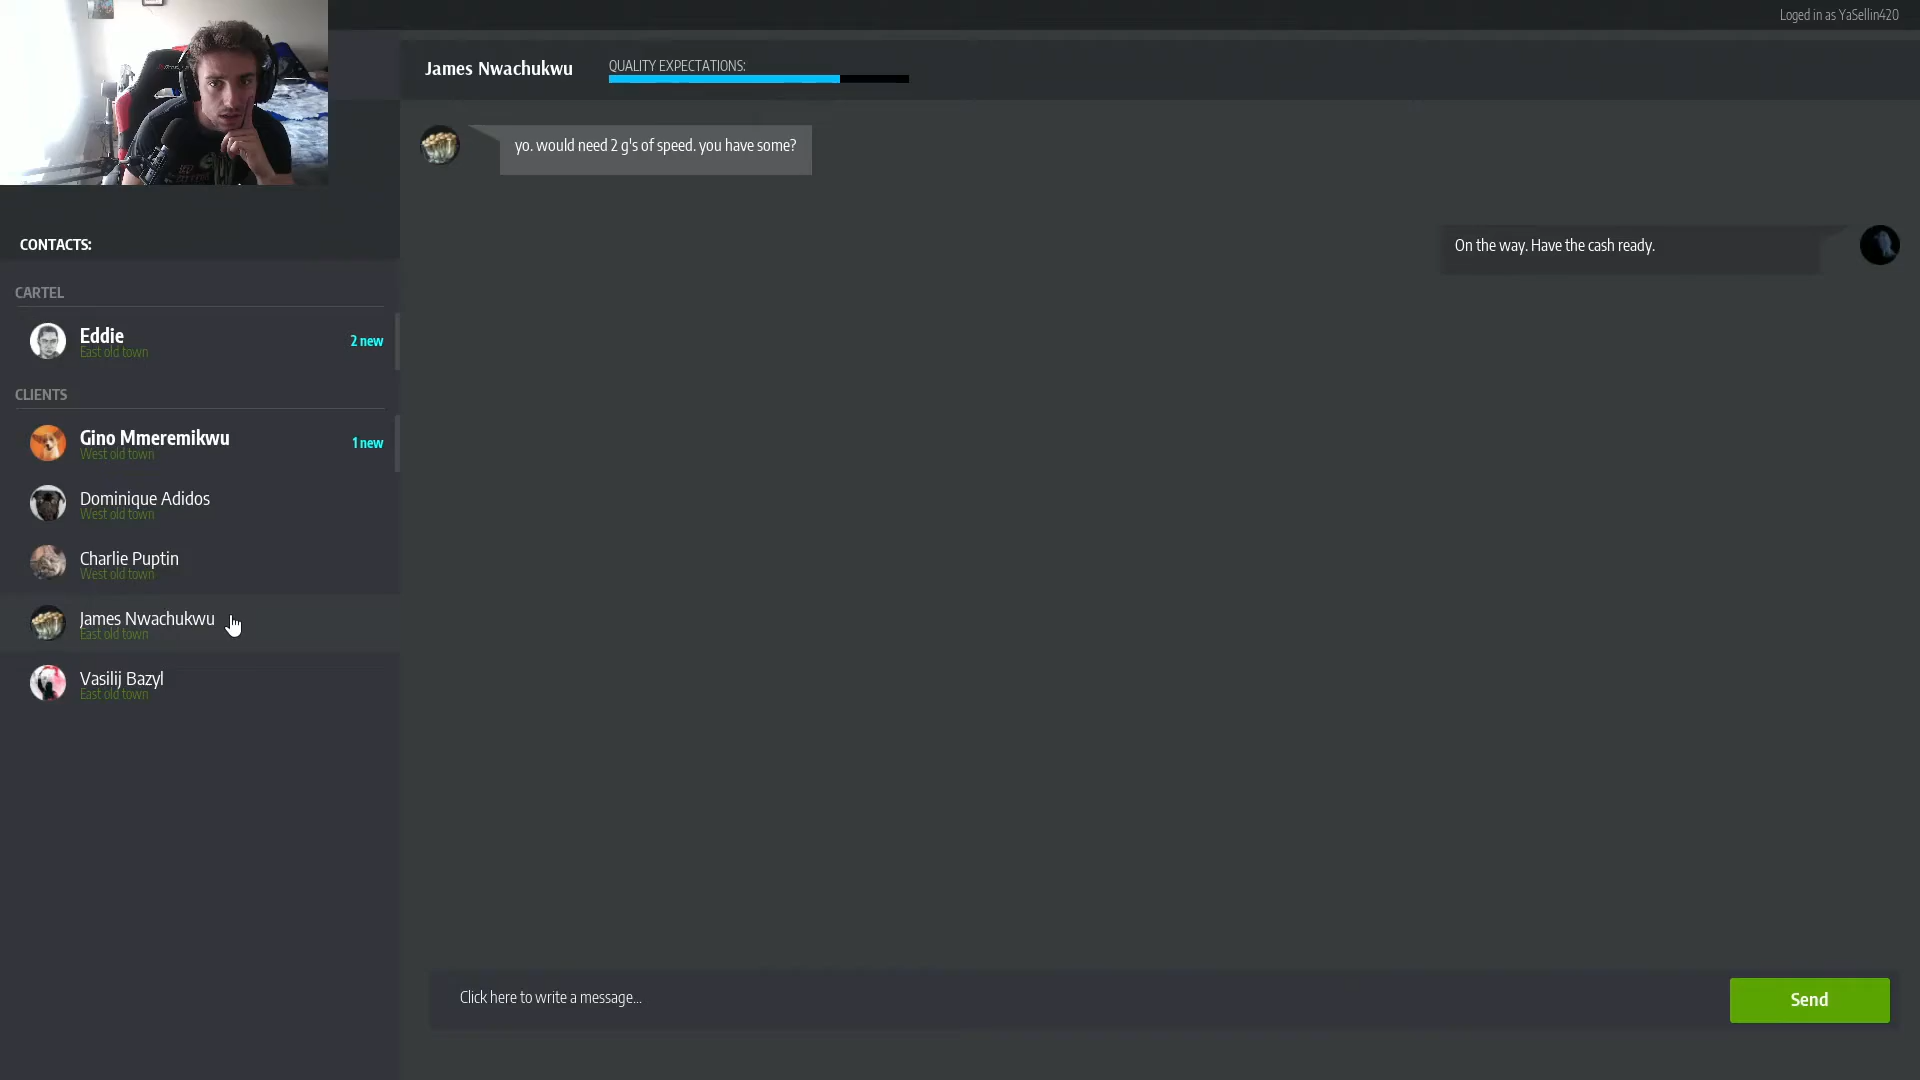 Loged in as YaSellin420
James Nwachukwu
QUALITY EXPECTATIONS:
yo. would need 2 g's of speed. you have some?
On the way. Have the cash ready.
CONTACTS:
CARTEL
Eddie
East old town
2 new
CLIENTS
Gino Mmeremikwu
West old town
1 new
Dominique Adidos
West old town
Charlie Puptin
West old town
James Nwachukwu
East old town
Vasilij Bazyl
East old town
Click here to write a message...
Send